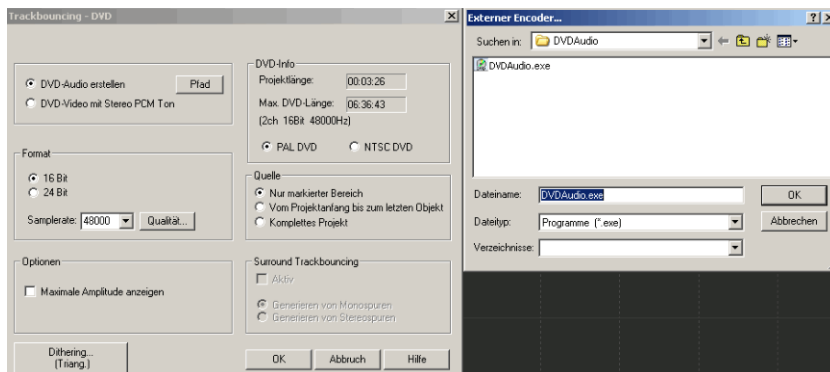 Trackbouncing - DVD
DVD-Audio erstellen
Pfad
DVD-Video mit Stereo PCM Ton
Format
16 Bit
24 Bit
Samplerate: 48000
Qualität...
Optionen
Maximale Amplitude anzeigen
Dithering...
(Triang.)
DVD-Info
Projektlänge: 00:03:26
Max. DVD-Länge: 06:36:43
(2ch 16Bit 48000Hz)
PAL DVD
NTSC DVD
Quelle
Nur markierter Bereich
Vom Projektanfang bis zum letzten Objekt
Komplettes Projekt
Surround Trackbouncing
Aktiv
Generieren von Monospuren
Generieren von Stereospuren
OK
Abbruch
Hilfe
Externer Encoder...
Suchen in: DVDAudio
DVDAudio.exe
Dateiname: DVDAudio.exe
OK
Dateityp: Programme (*.exe)
Abbrechen
Verzeichnisse: